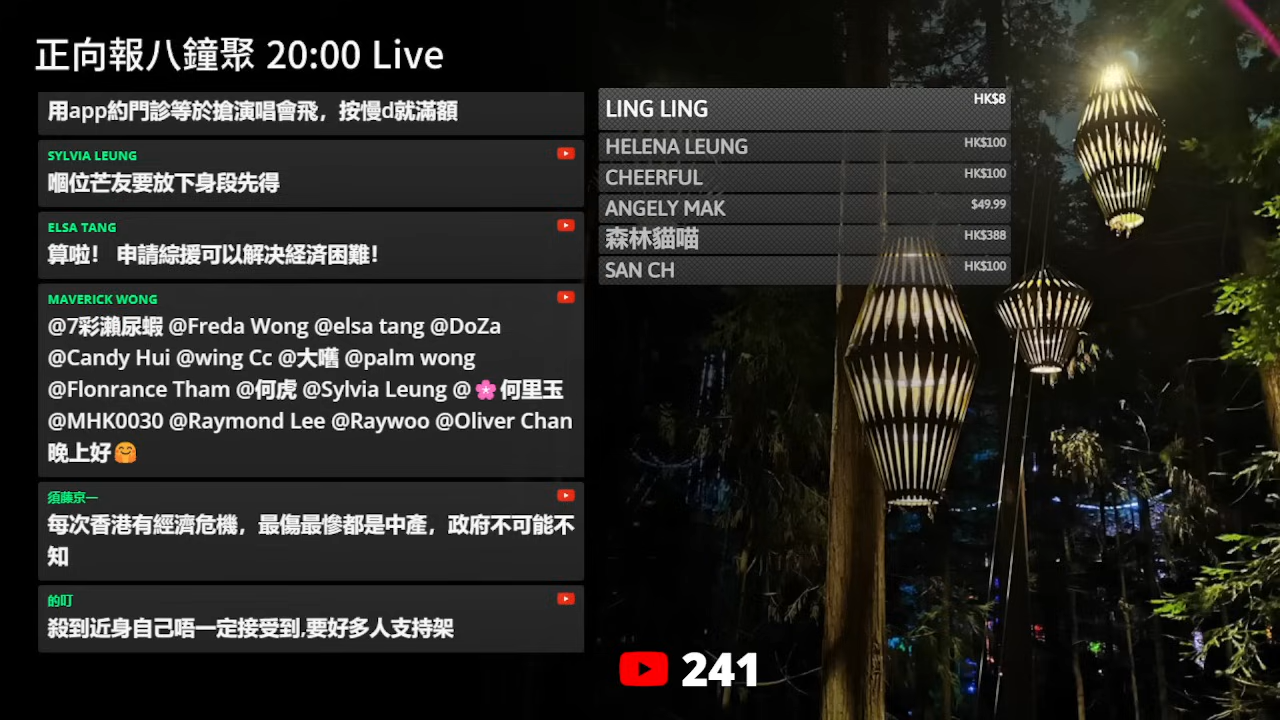 正向報八鐘聚 20:00 Live
用app約門診等於搶演唱會飛，按慢d就滿額
SYLVIA LEUNG
嗰位芒友要放下身段先得
ELSA TANG
算啦！ 申請綜援可以解决経済困難！
MAVERICK WONG
@7彩瀨尿蝦 @Freda Wong @elsa tang @DoZa
@Candy Hui @wing Cc @大嚿 @palm wong
@Flonrance Tham @何虎 @Sylvia Leung @🌸何里玉
@MHK0030 @Raymond Lee @Raywoo @Oliver Chan
晚上好🤗
須藤京一
每次香港有經濟危機，最傷最慘都是中產，政府不可能不
知
的叮
殺到近身自己唔一定接受到,要好多人支持架
LING LING HK$8
HELENA LEUNG HK$100
CHEERFUL HK$100
ANGELY MAK $49.99
森林貓喵 HK$388
SAN CH HK$100
241